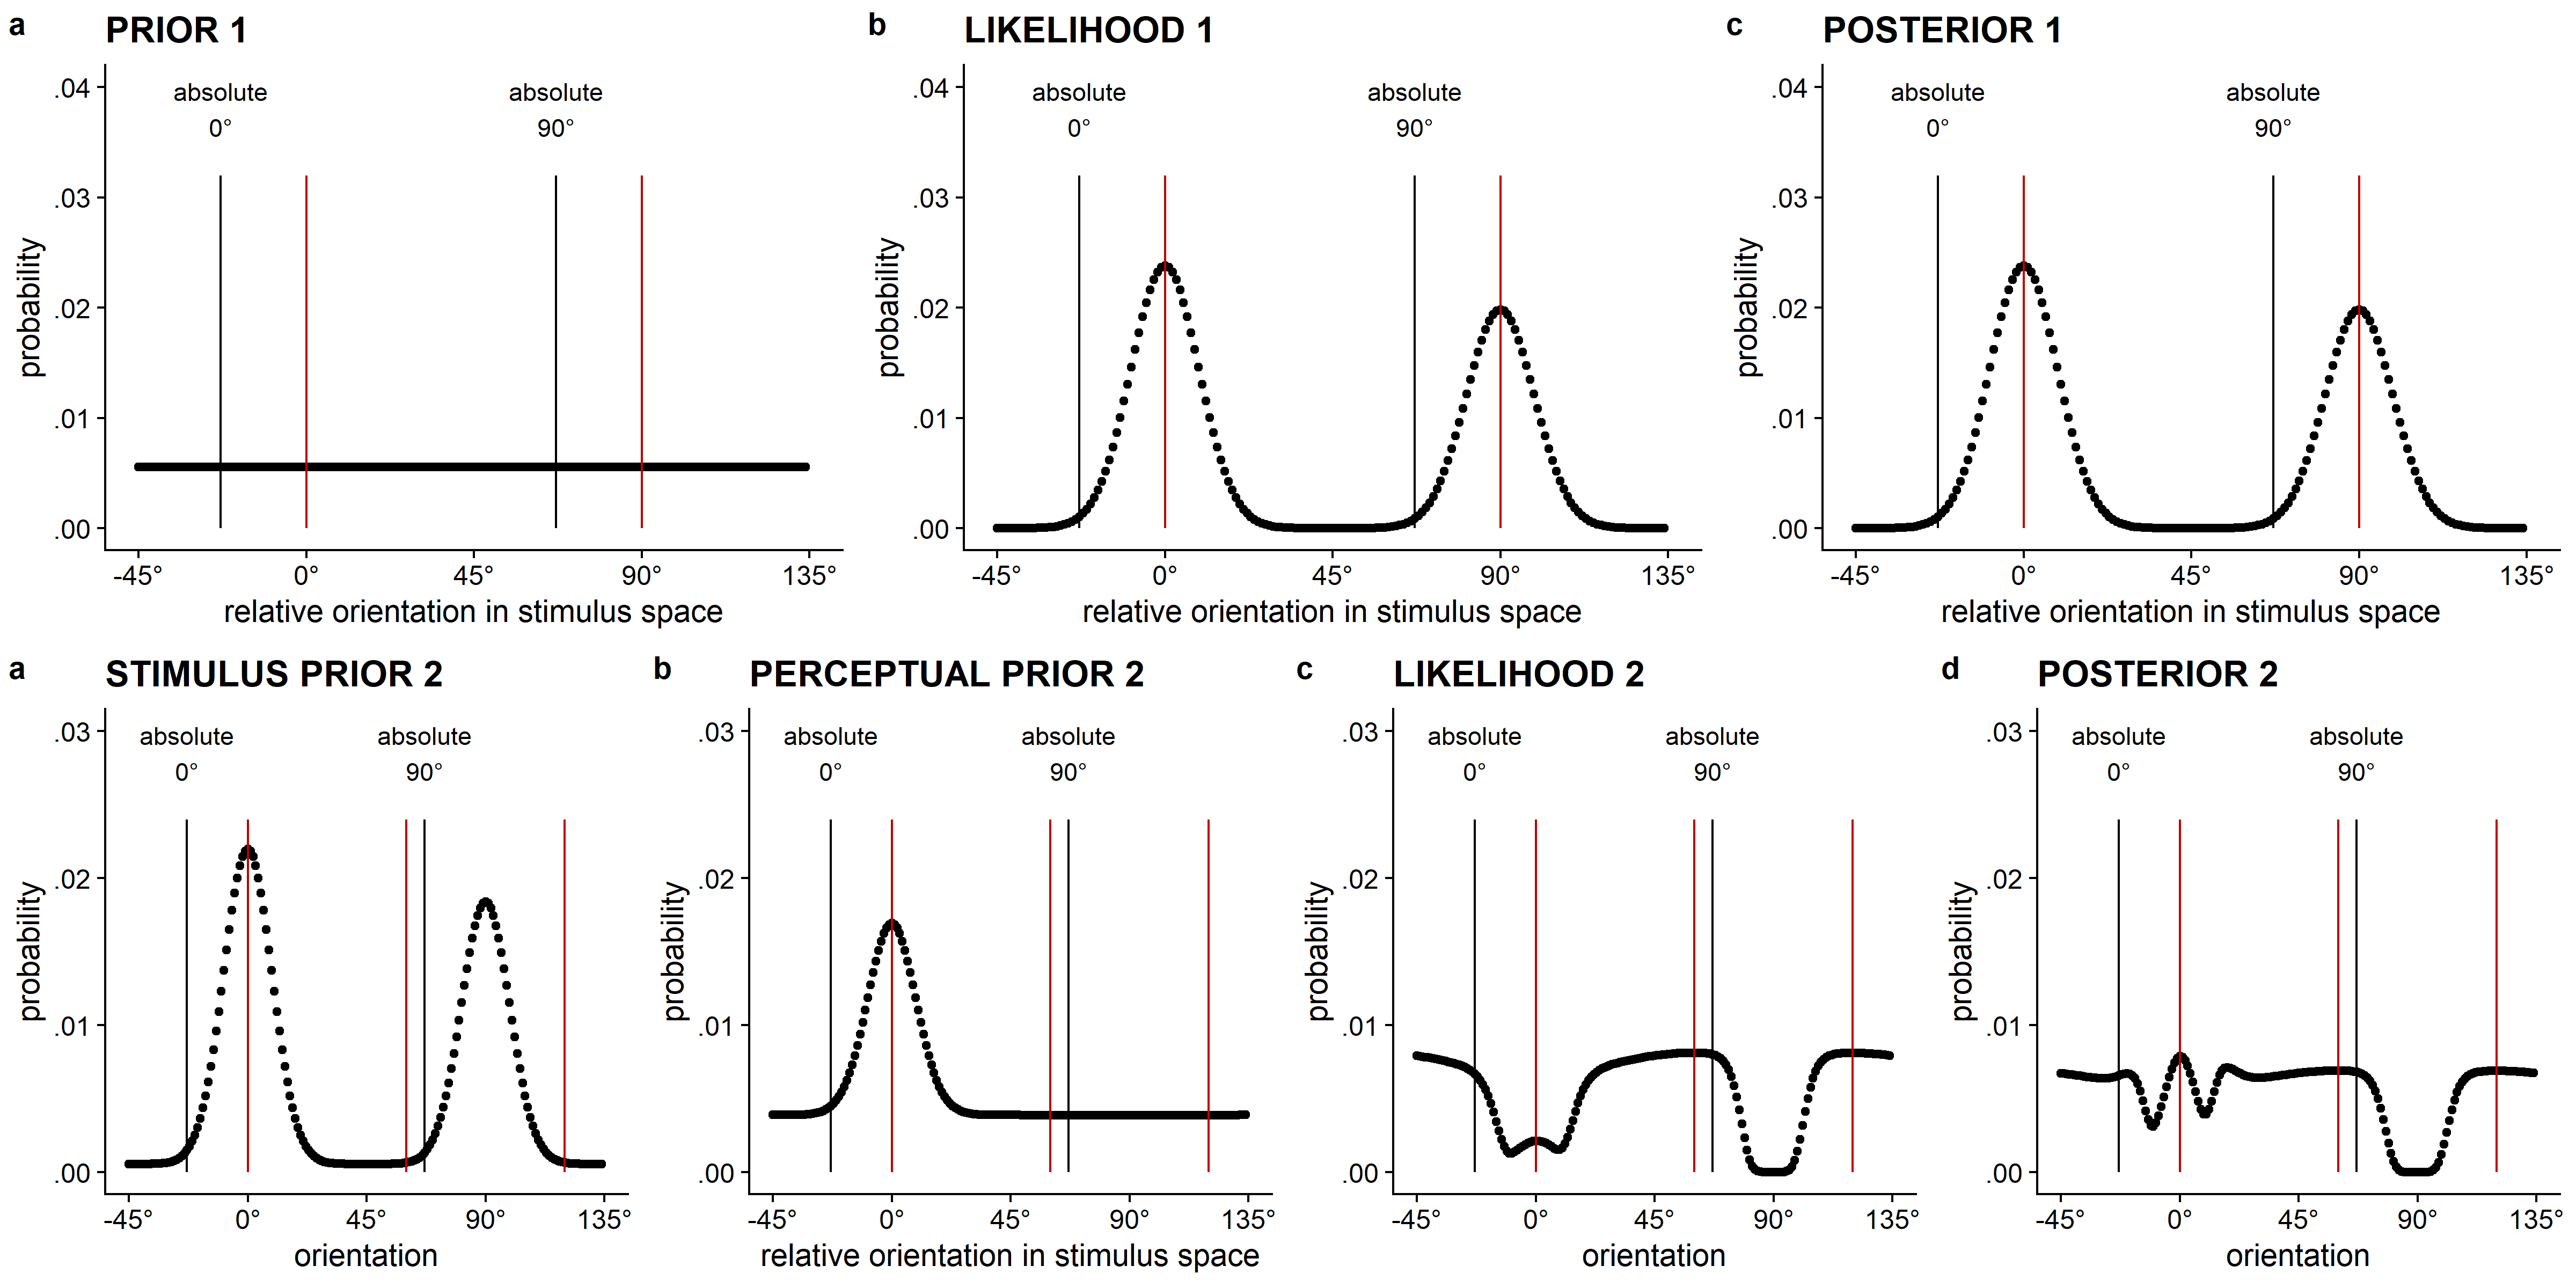 a PRIOR 1
.04
.03
.02
.01
.00
probability
absolute
0°
absolute
90°
-45° 0° 45° 90° 135°
relative orientation in stimulus space
b LIKELIHOOD 1
.04
.03
.02
.01
.00
probability
absolute
0°
absolute
90°
-45° 0° 45° 90° 135°
relative orientation in stimulus space
c POSTERIOR 1
.04
.03
.02
.01
.00
probability
absolute
0°
absolute
90°
-45° 0° 45° 90° 135°
relative orientation in stimulus space
a STIMULUS PRIOR 2
.03
.02
.01
.00
probability
absolute
0°
absolute
90°
-45° 0° 45° 90° 135°
orientation
b PERCEPTUAL PRIOR 2
.03
.02
.01
.00
probability
absolute
0°
absolute
90°
-45° 0° 45° 90° 135°
relative orientation in stimulus space
c LIKELIHOOD 2
.03
.02
.01
.00
probability
absolute
0°
absolute
90°
-45° 0° 45° 90° 135°
orientation
d POSTERIOR 2
.03
.02
.01
.00
probability
absolute
0°
absolute
90°
-45° 0° 45° 90° 135°
orientation